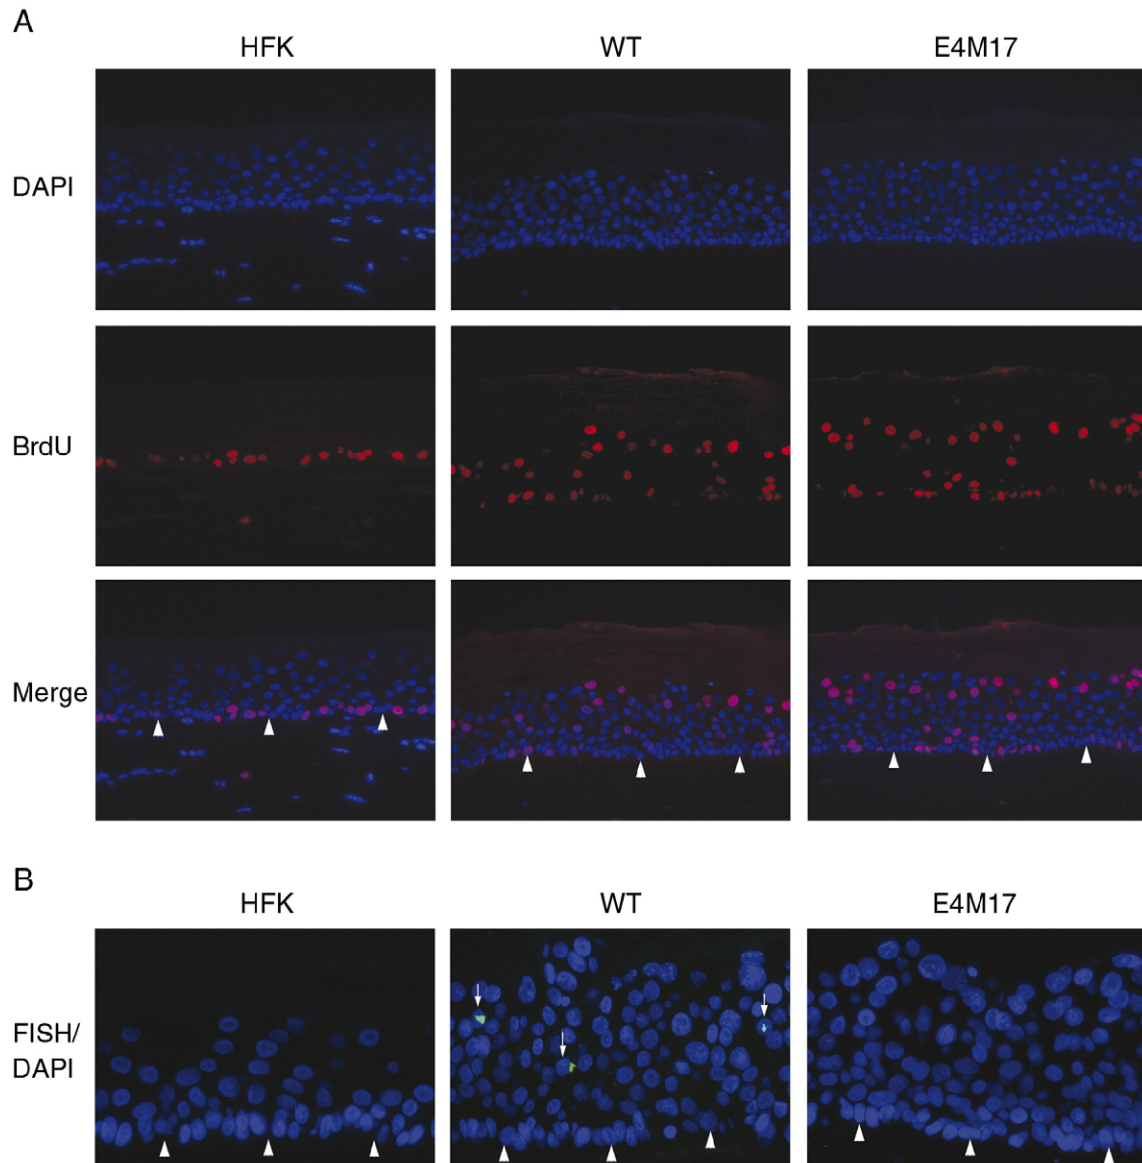 A
HFK WT E4M17
DAPI
BrdU
Merge
B
HFK WT E4M17
FISH/
DAPI